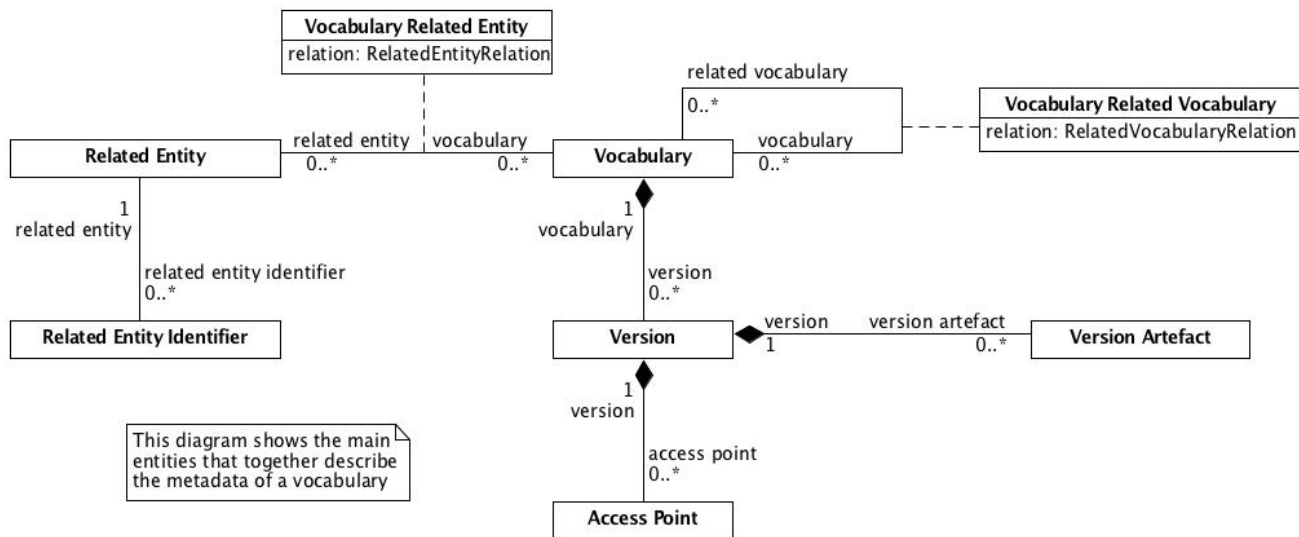 Vocabulary Related Entity
relation: RelatedEntityRelation
related vocabulary
0..*
Vocabulary Related Vocabulary
relation: RelatedVocabularyRelation
related entity
0..*
vocabulary
0..*
vocabulary
0..*
Related Entity
Vocabulary
1
related entity
1
vocabulary
related entity identifier
0..*
version
0..*
Related Entity Identifier
Version
version
1
version artefact
0..*
Version Artefact
1
version
This diagram shows the main
entities that together describe
the metadata of a vocabulary
access point
0..*
Access Point